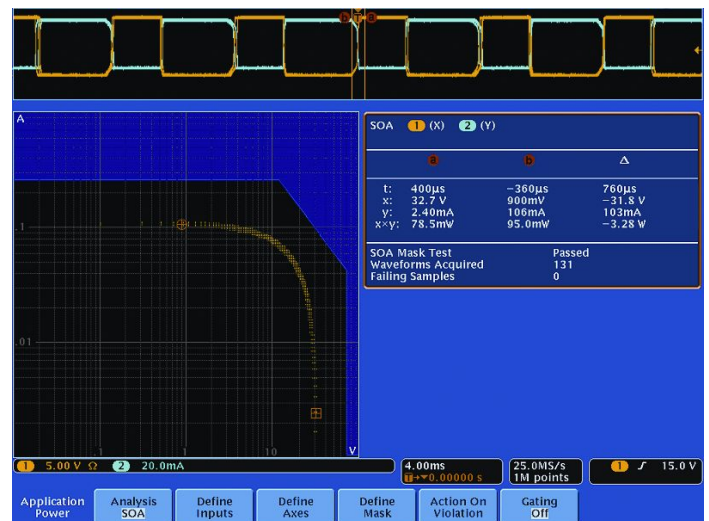 b T a
A
.1
.01
.1 1 10 V
SOA 1 (X) 2 (Y)
a b Δ
t: 400µs −360µs 760µs
x: 32.7 V 900mV −31.8 V
y: 2.40mA 106mA 103mA
x×y: 78.5mW 95.0mW −3.28 W
SOA Mask Test Passed
Waveforms Acquired 131
Failing Samples 0
1 5.00 V Ω 2 20.0mA
4.00ms
T→▼0.00000 s
25.0MS/s
1M points
1 15.0 V
Application Power
Analysis SOA
Define Inputs
Define Axes
Define Mask
Action On Violation
Gating Off